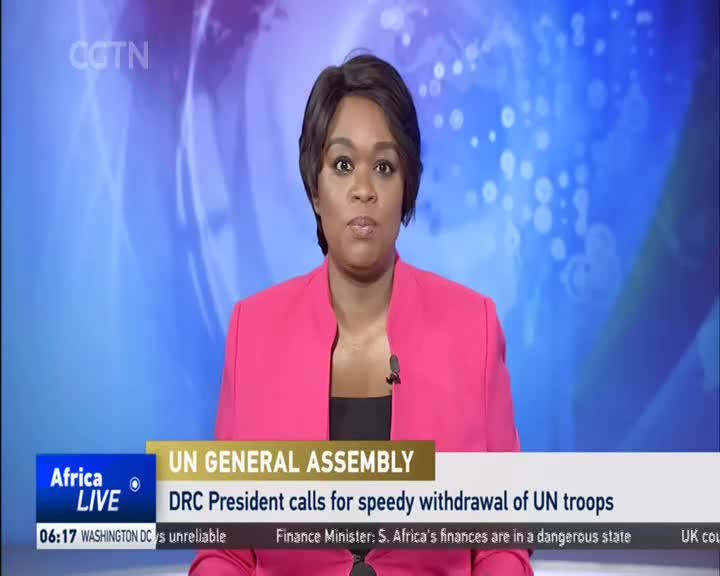 CGTN
UN GENERAL ASSEMBLY
Africa
LIVE
DRC President calls for speedy withdrawal of UN troops
06:17 WASHINGTON DC
unreliable Finance Minister: S. Africa's finances are in a dangerous state UK